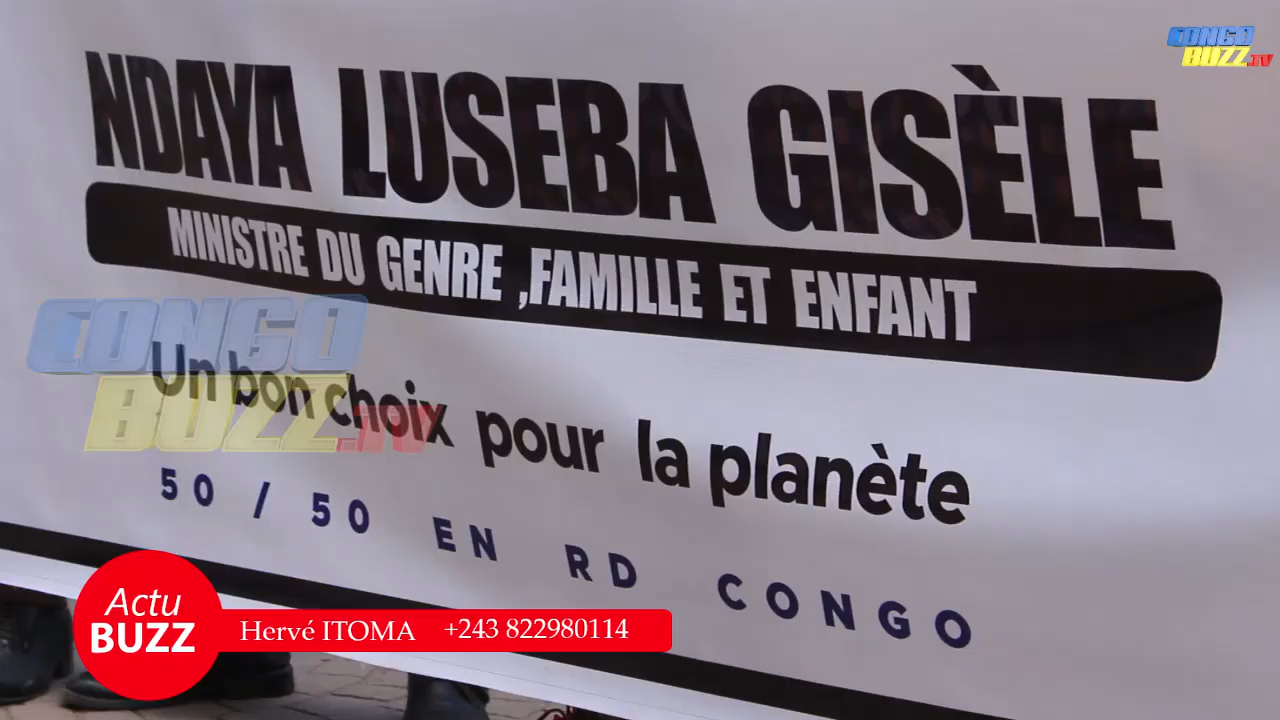 CONGO
BUZZ.TV
NDAYA LUSEBA GISÈLE
MINISTRE DU GENRE ,FAMILLE ET ENFANT
CONGO
BUZZ.TV
Un bon choix pour la planète
50 / 50 EN RD CONGO
Actu
BUZZ
Hervé ITOMA +243 822980114